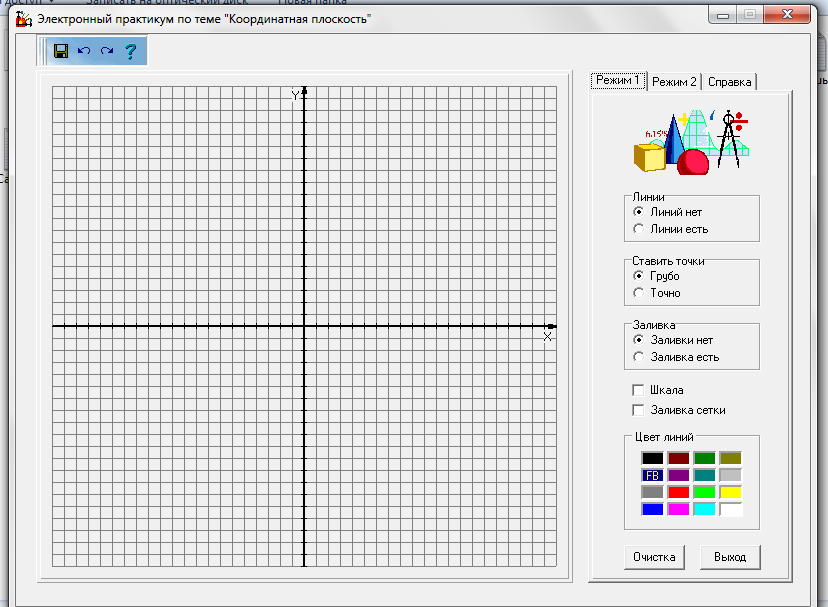 Записать на оптический диск
Новая папка
Электронный практикум по теме "Координатная плоскость"
?
Y
X
Режим 1
Режим 2
Справка
6.15%
Линии
Линий нет
Линии есть
Ставить точки
Грубо
Точно
Заливка
Заливки нет
Заливка есть
Шкала
Заливка сетки
Цвет линий
FB
Очистка
Выход